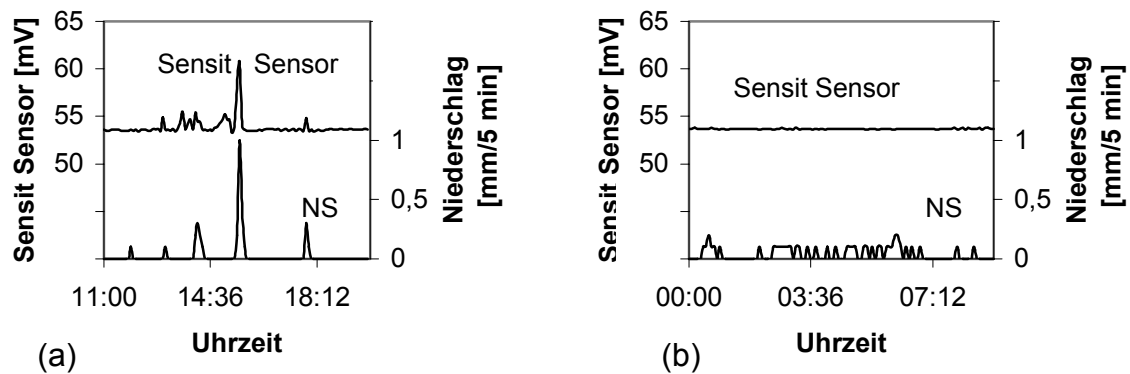 Sensit Sensor [mV]
65
60
55
50
Sensit Sensor
NS
1
0,5
0
Niederschlag
[mm/5 min]
11:00 14:36 18:12
Uhrzeit
(a)
Sensit Sensor [mV]
65
60
55
50
Sensit Sensor
NS
1
0,5
0
Niederschlag
[mm/5 min]
00:00 03:36 07:12
Uhrzeit
(b)